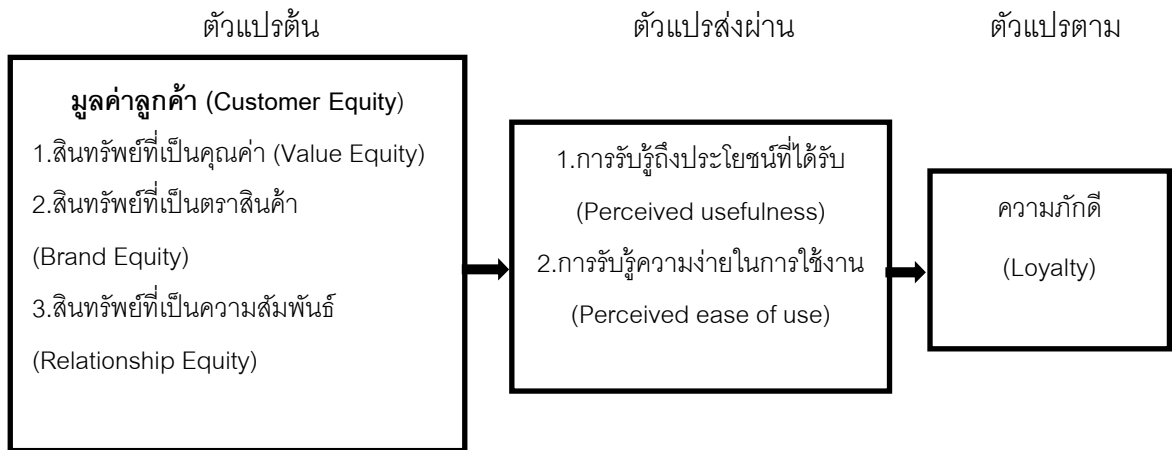 ตัวแปรต้น
ตัวแปรส่งผ่าน
ตัวแปรตาม
มูลค่าลูกค้า (Customer Equity)
1.สินทรัพย์ที่เป็นคุณค่า (Value Equity)
2.สินทรัพย์ที่เป็นตราสินค้า
(Brand Equity)
3.สินทรัพย์ที่เป็นความสัมพันธ์
(Relationship Equity)
1.การรับรู้ถึงประโยชน์ที่ได้รับ
(Perceived usefulness)
2.การรับรู้ความง่ายในการใช้งาน
(Perceived ease of use)
ความภักดี
(Loyalty)